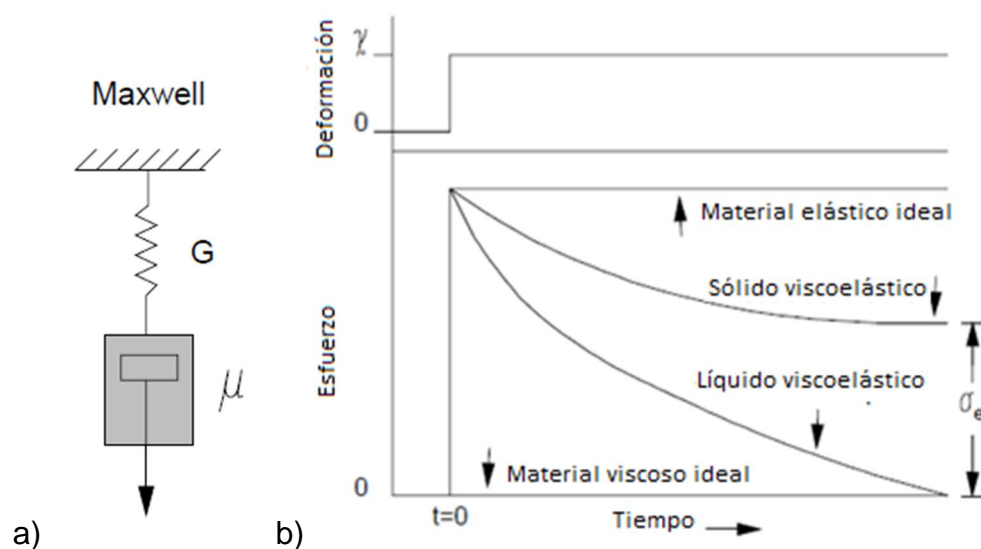 Maxwell
G
μ
a)
Deformación
γ
0
Esfuerzo
Material elástico ideal
Sólido viscoelástico
Líquido viscoelástico
σe
Material viscoso ideal
0
t=0
Tiempo
b)